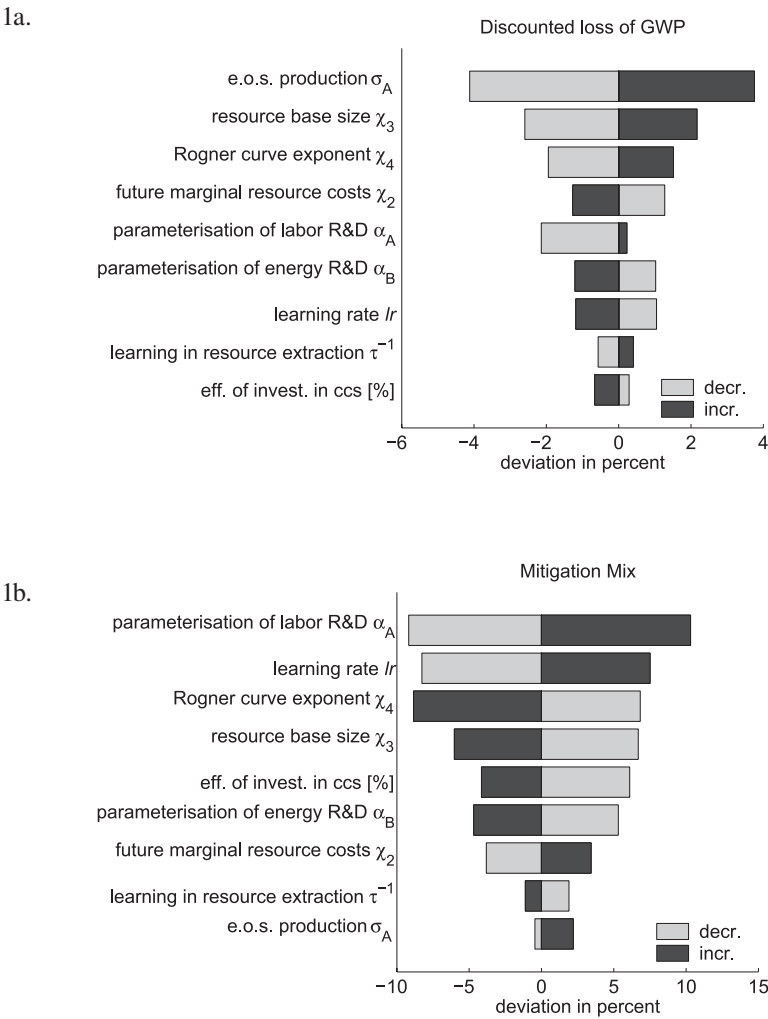 1a.
Discounted loss of GWP
e.o.s. production σA
resource base size χ3
Rogner curve exponent χ4
future marginal resource costs χ2
parameterisation of labor R&D αA
parameterisation of energy R&D αB
learning rate lr
learning in resource extraction τ−1
eff. of invest. in ccs [%]
decr.
incr.
−6 −4 −2 0 2 4
deviation in percent
1b.
Mitigation Mix
parameterisation of labor R&D αA
learning rate lr
Rogner curve exponent χ4
resource base size χ3
eff. of invest. in ccs [%]
parameterisation of energy R&D αB
future marginal resource costs χ2
learning in resource extraction τ−1
e.o.s. production σA
decr.
incr.
−10 −5 0 5 10 15
deviation in percent